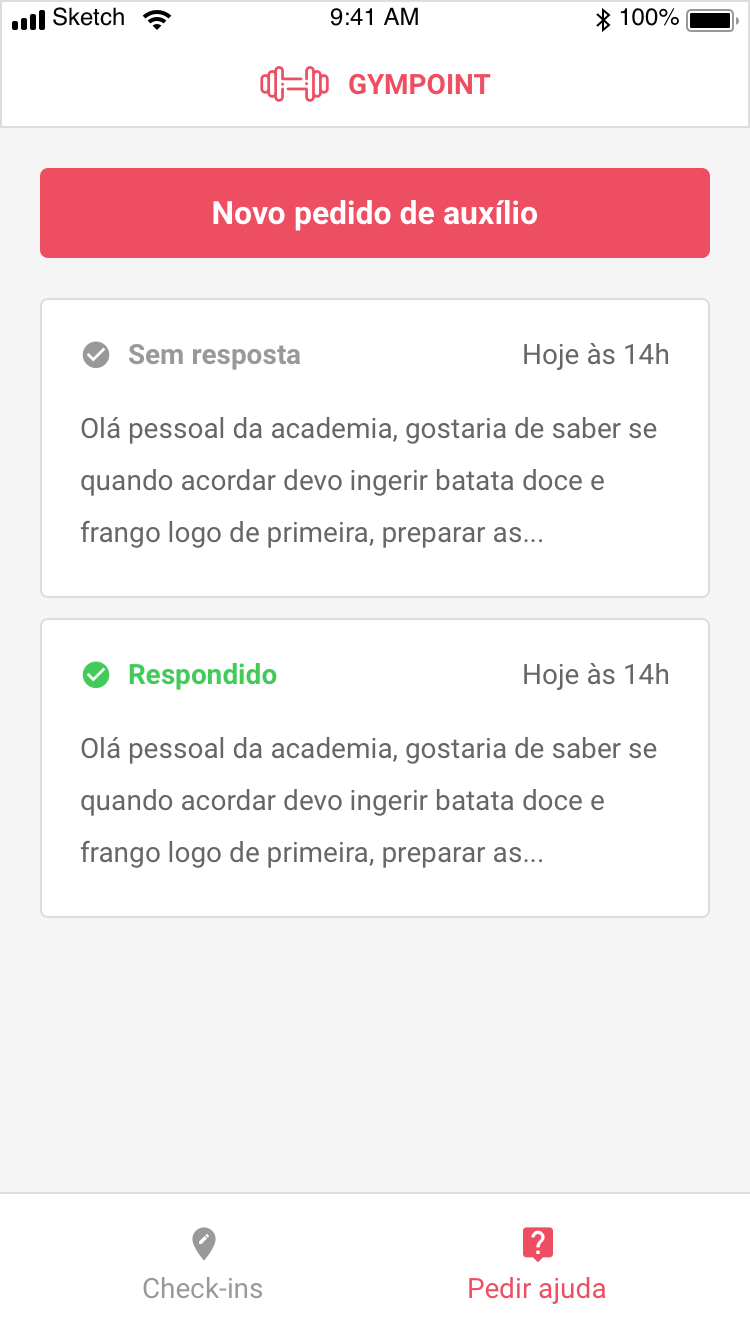 Sketch 9:41 AM 100%
GYMPOINT
Novo pedido de auxílio
Sem resposta Hoje às 14h
Olá pessoal da academia, gostaria de saber se
quando acordar devo ingerir batata doce e
frango logo de primeira, preparar as...
Respondido Hoje às 14h
Olá pessoal da academia, gostaria de saber se
quando acordar devo ingerir batata doce e
frango logo de primeira, preparar as...
Check-ins Pedir ajuda